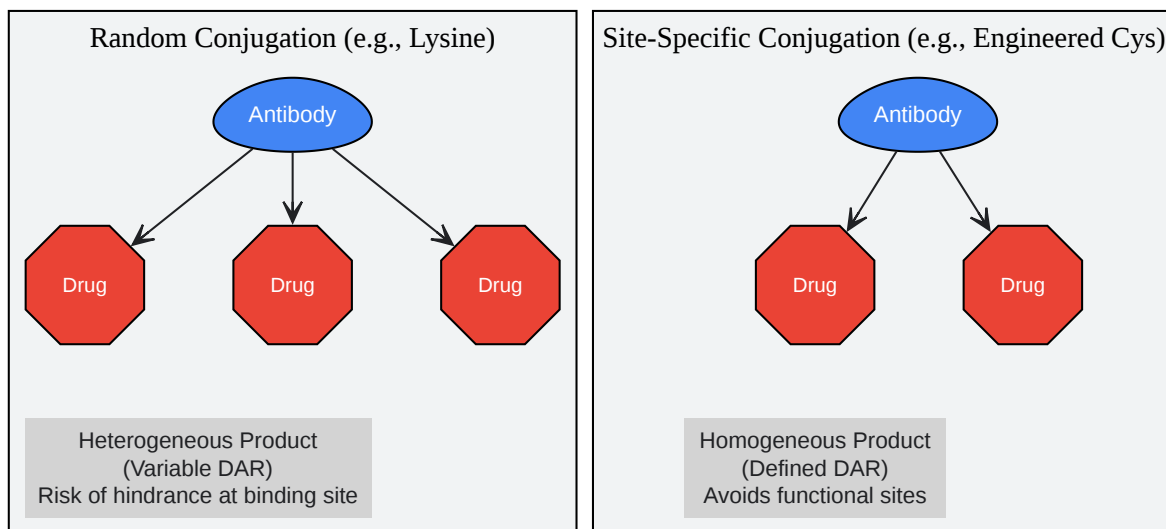 Random Conjugation (e.g., Lysine)
Antibody
Drug
Drug
Drug
Heterogeneous Product
(Variable DAR)
Risk of hindrance at binding site
Site-Specific Conjugation (e.g., Engineered Cys)
Antibody
Drug
Drug
Homogeneous Product
(Defined DAR)
Avoids functional sites